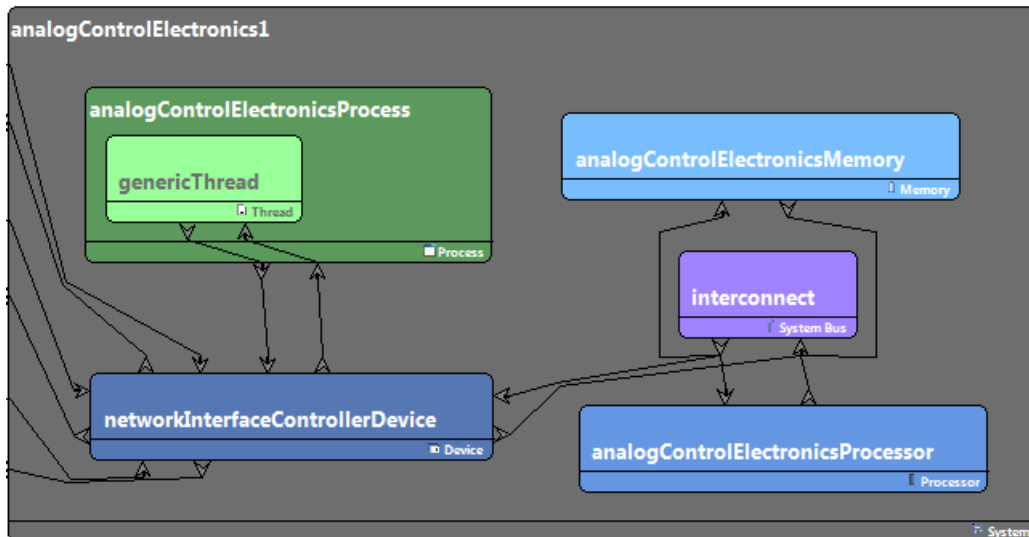 analogControlElectronics1
analogControlElectronicsProcess
genericThread
Thread
Process
analogControlElectronicsMemory
Memory
interconnect
System Bus
networkInterfaceControllerDevice
Device
analogControlElectronicsProcessor
Processor
System